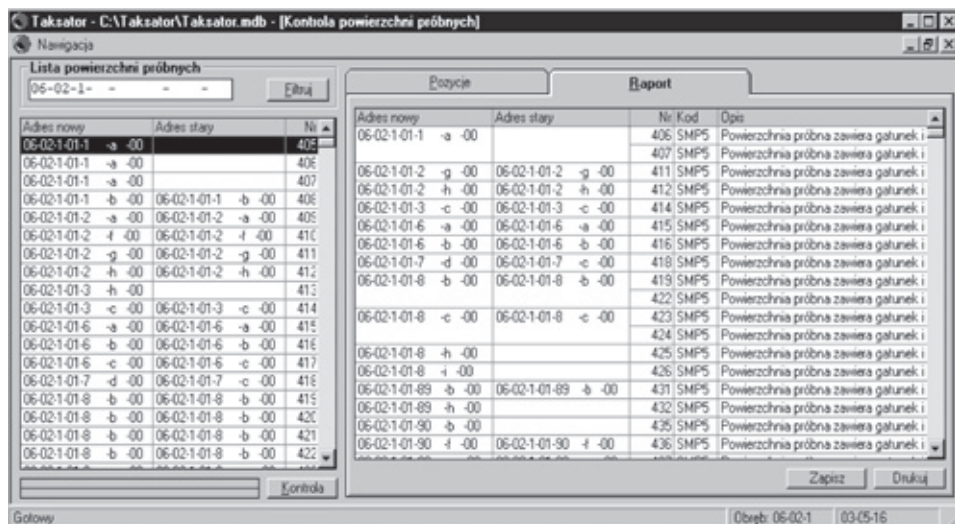 Taksator - C:\Taksator\Taksator.mdb - [Kontrola powierzchni próbnych]
Nawigacja
Lista powierzchni próbnych
06-02-1- - - -
Filtruj
Adres nowy Adres stary Nr
06-02-1-01-1 -a -00 405
06-02-1-01-1 -a -00 406
06-02-1-01-1 -a -00 407
06-02-1-01-1 -b -00 06-02-1-01-1 -b -00 408
06-02-1-01-2 -a -00 06-02-1-01-2 -a -00 409
06-02-1-01-2 -f -00 06-02-1-01-2 -f -00 410
06-02-1-01-2 -g -00 06-02-1-01-2 -g -00 411
06-02-1-01-2 -h -00 06-02-1-01-2 -h -00 412
06-02-1-01-3 -h -00 413
06-02-1-01-3 -c -00 06-02-1-01-3 -c -00 414
06-02-1-01-6 -a -00 06-02-1-01-6 -a -00 415
06-02-1-01-6 -b -00 06-02-1-01-6 -b -00 416
06-02-1-01-6 -c -00 06-02-1-01-6 -c -00 417
06-02-1-01-7 -d -00 06-02-1-01-7 -c -00 418
06-02-1-01-8 -b -00 06-02-1-01-8 -b -00 419
06-02-1-01-8 -b -00 06-02-1-01-8 -b -00 420
06-02-1-01-8 -b -00 06-02-1-01-8 -b -00 421
06-02-1-01-8 -b -00 06-02-1-01-8 -b -00 422
Kontrola
Pozycje Raport
Adres nowy Adres stary Nr Kod Opis
06-02-1-01-1 -a -00 406 SMP5 Powierzchnia próbna zawiera gatunek i
407 SMP5 Powierzchnia próbna zawiera gatunek i
06-02-1-01-2 -g -00 06-02-1-01-2 -g -00 411 SMP5 Powierzchnia próbna zawiera gatunek i
06-02-1-01-2 -h -00 06-02-1-01-2 -h -00 412 SMP5 Powierzchnia próbna zawiera gatunek i
06-02-1-01-3 -c -00 06-02-1-01-3 -c -00 414 SMP5 Powierzchnia próbna zawiera gatunek i
06-02-1-01-6 -a -00 06-02-1-01-6 -a -00 415 SMP5 Powierzchnia próbna zawiera gatunek i
06-02-1-01-6 -b -00 06-02-1-01-6 -b -00 416 SMP5 Powierzchnia próbna zawiera gatunek i
06-02-1-01-7 -d -00 06-02-1-01-7 -c -00 418 SMP5 Powierzchnia próbna zawiera gatunek i
06-02-1-01-8 -b -00 06-02-1-01-8 -b -00 419 SMP5 Powierzchnia próbna zawiera gatunek i
422 SMP5 Powierzchnia próbna zawiera gatunek i
06-02-1-01-8 -c -00 06-02-1-01-8 -c -00 423 SMP5 Powierzchnia próbna zawiera gatunek i
424 SMP5 Powierzchnia próbna zawiera gatunek i
06-02-1-01-8 -h -00 425 SMP5 Powierzchnia próbna zawiera gatunek i
06-02-1-01-8 -i -00 426 SMP5 Powierzchnia próbna zawiera gatunek i
06-02-1-01-89 -b -00 06-02-1-01-89 -b -00 431 SMP5 Powierzchnia próbna zawiera gatunek i
06-02-1-01-89 -h -00 432 SMP5 Powierzchnia próbna zawiera gatunek i
06-02-1-01-90 -b -00 435 SMP5 Powierzchnia próbna zawiera gatunek i
06-02-1-01-90 -f -00 06-02-1-01-90 -f -00 436 SMP5 Powierzchnia próbna zawiera gatunek i
Zapisz Drukuj
Gotowy Obręb: 06-02-1 03-05-16